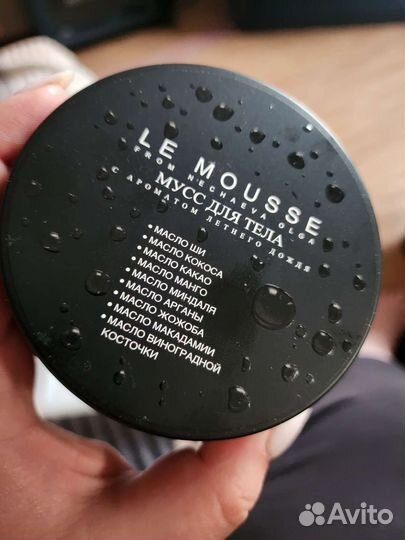 LE MOUSSE
FROM NECHAEVA OLGA
МУСС ДЛЯ ТЕЛА
С АРОМАТОМ ЛЕТНЕГО ДОЖДЯ
• МАСЛО ШИ
• МАСЛО КОКОСА
• МАСЛО КАКАО
• МАСЛО МАНГО
• МАСЛО МИНДАЛЯ
• МАСЛО АРГАНЫ
• МАСЛО ЖОЖОБА
• МАСЛО МАКАДАМИИ
• МАСЛО ВИНОГРАДНОЙ
КОСТОЧКИ
Avito